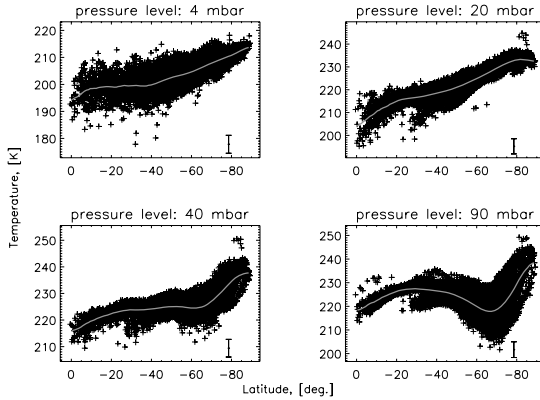 pressure level: 4 mbar
pressure level: 20 mbar
220
210
200
190
180
0 −20 −40 −60 −80
240
230
220
210
200
0 −20 −40 −60 −80
Temperature, [K]
pressure level: 40 mbar
pressure level: 90 mbar
250
240
230
220
210
0 −20 −40 −60 −80
250
240
230
220
210
200
0 −20 −40 −60 −80
Latitude, [deg.]